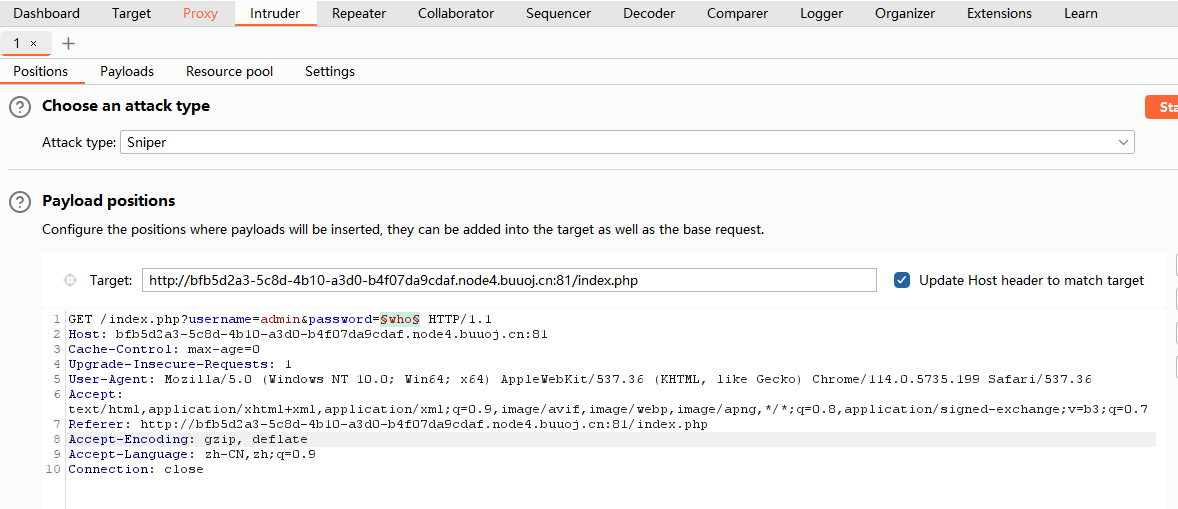 Dashboard Target Proxy Intruder Repeater Collaborator Sequencer Decoder Comparer Logger Organizer Extensions Learn
1 × +
Positions Payloads Resource pool Settings
? Choose an attack type
Sta
Attack type: Sniper
? Payload positions
Configure the positions where payloads will be inserted, they can be added into the target as well as the base request.
Target: http://bfb5d2a3-5c8d-4b10-a3d0-b4f07da9cdaf.node4.buuoj.cn:81/index.php Update Host header to match target
1 GET /index.php?username=admin&password=§who§ HTTP/1.1
2 Host: bfb5d2a3-5c8d-4b10-a3d0-b4f07da9cdaf.node4.buuoj.cn:81
3 Cache-Control: max-age=0
4 Upgrade-Insecure-Requests: 1
5 User-Agent: Mozilla/5.0 (Windows NT 10.0; Win64; x64) AppleWebKit/537.36 (KHTML, like Gecko) Chrome/114.0.5735.199 Safari/537.36
6 Accept:
text/html,application/xhtml+xml,application/xml;q=0.9,image/avif,image/webp,image/apng,*/*;q=0.8,application/signed-exchange;v=b3;q=0.7
7 Referer: http://bfb5d2a3-5c8d-4b10-a3d0-b4f07da9cdaf.node4.buuoj.cn:81/index.php
8 Accept-Encoding: gzip, deflate
9 Accept-Language: zh-CN,zh;q=0.9
10 Connection: close